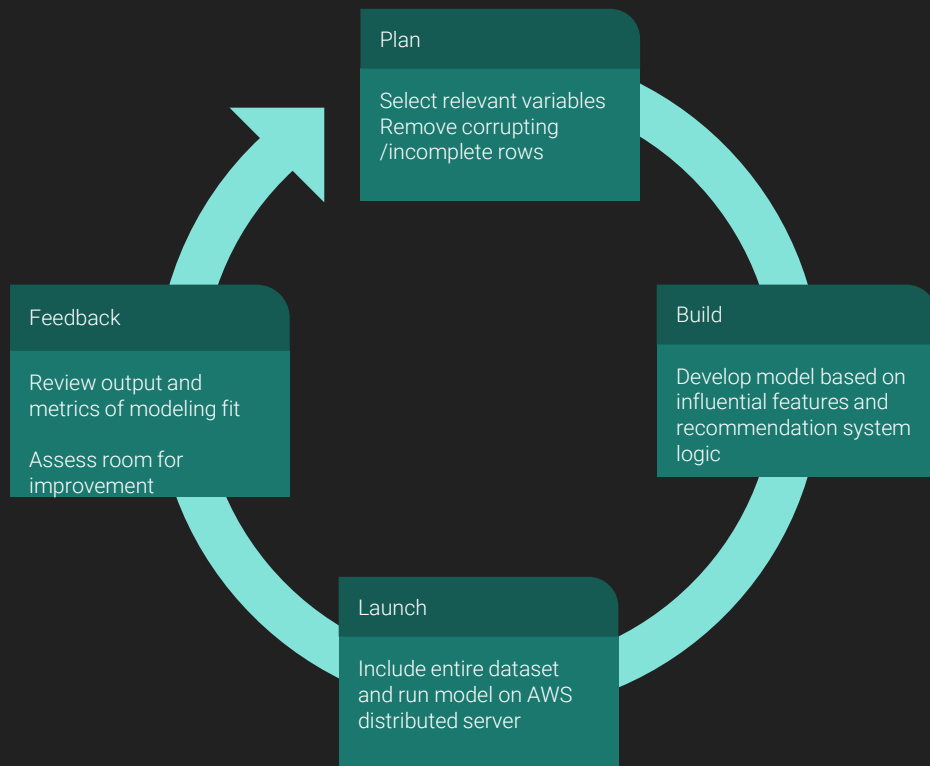 Plan
Select relevant variables
Remove corrupting
/incomplete rows
Build
Develop model based on
influential features and
recommendation system
logic
Launch
Include entire dataset
and run model on AWS
distributed server
Feedback
Review output and
metrics of modeling fit
Assess room for
improvement